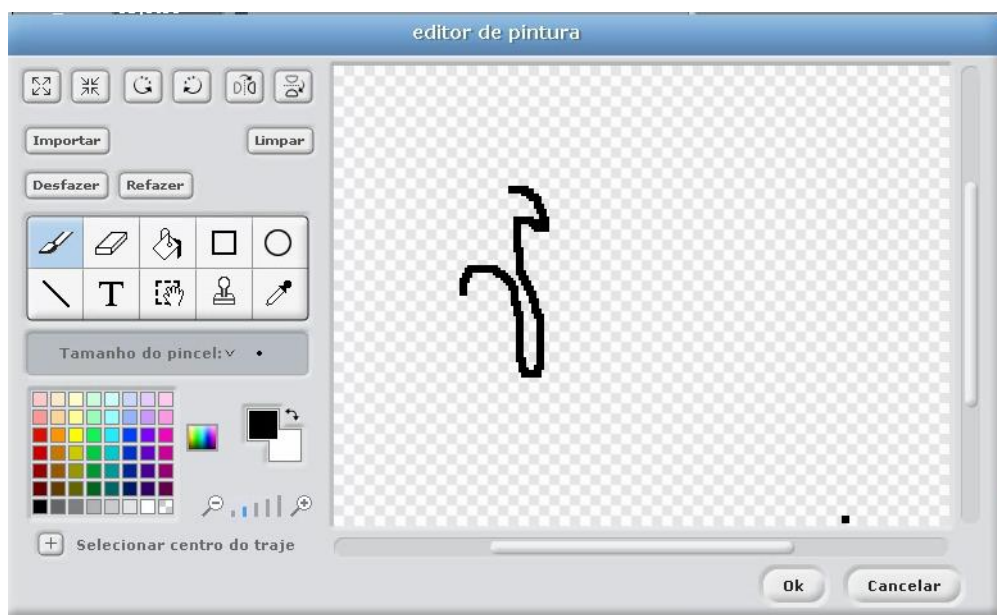 editor de pintura
Importar
Limpar
Desfazer
Refazer
T
Tamanho do pincel:
Selecionar centro do traje
Ok
Cancelar